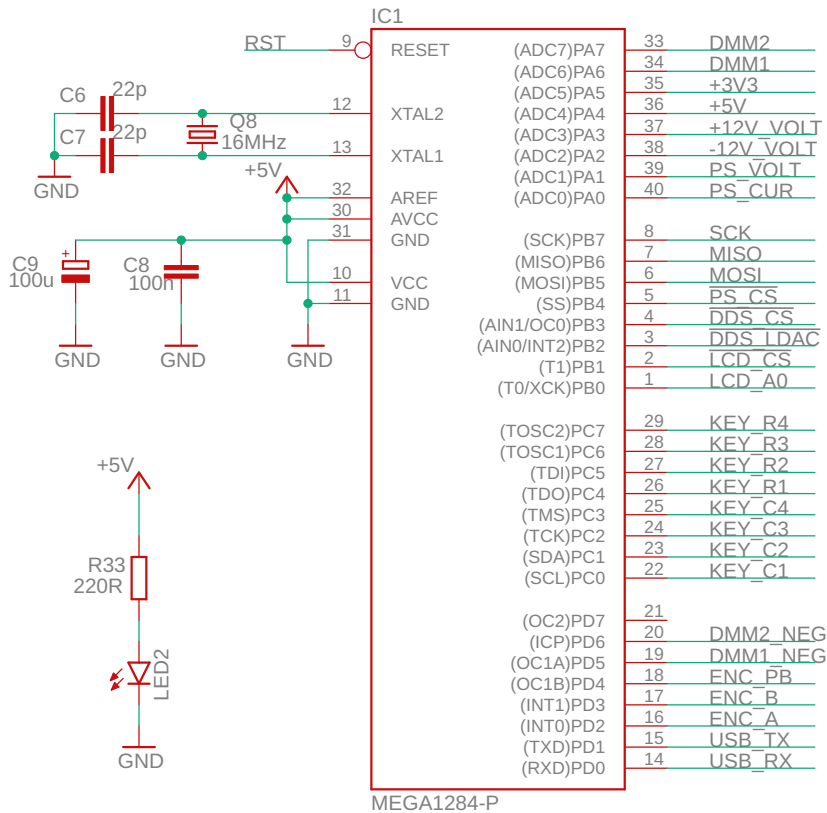 IC1
RST 9 RESET (ADC7)PA7 33 DMM2
(ADC6)PA6 34 DMM1
(ADC5)PA5 35 +3V3
C6 22p 12 XTAL2 (ADC4)PA4 36 +5V
Q8
16MHz
(ADC3)PA3 37 +12V_VOLT
C7 22p 13 XTAL1 (ADC2)PA2 38 -12V_VOLT
GND
+5V
(ADC1)PA1 39 PS_VOLT
32 AREF (ADC0)PA0 40 PS_CUR
30 AVCC
31 GND (SCK)PB7 8 SCK
(MISO)PB6 7 MISO
C9
100u
C8
100n
10 VCC (MOSI)PB5 6 MOSI
11 GND (SS)PB4 5 PS_CS
(AIN1/OC0)PB3 4 DDS_CS
(AIN0/INT2)PB2 3 DDS_LDAC
GND GND GND (T1)PB1 2 LCD_CS
(T0/XCK)PB0 1 LCD_A0
(TOSC2)PC7 29 KEY_R4
(TOSC1)PC6 28 KEY_R3
+5V (TDI)PC5 27 KEY_R2
(TDO)PC4 26 KEY_R1
(TMS)PC3 25 KEY_C4
(TCK)PC2 24 KEY_C3
(SDA)PC1 23 KEY_C2
R33
220R
(SCL)PC0 22 KEY_C1
(OC2)PD7 21
(ICP)PD6 20 DMM2_NEG
(OC1A)PD5 19 DMM1_NEG
LED2
(OC1B)PD4 18 ENC_PB
(INT1)PD3 17 ENC_B
(INT0)PD2 16 ENC_A
(TXD)PD1 15 USB_TX
GND (RXD)PD0 14 USB_RX
MEGA1284-P